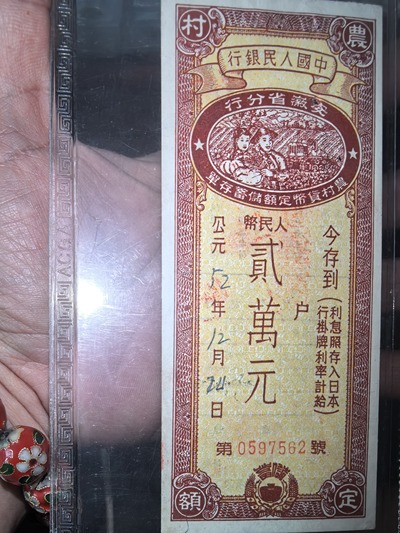 農村
中國人民銀行
安徽省分行
農村貨幣定額儲蓄存單
今存到
(利息照存入日本
行掛牌利率計給)
户
人民幣
貳萬元
公元52年12月24日
第0597562號
定額
ACGA